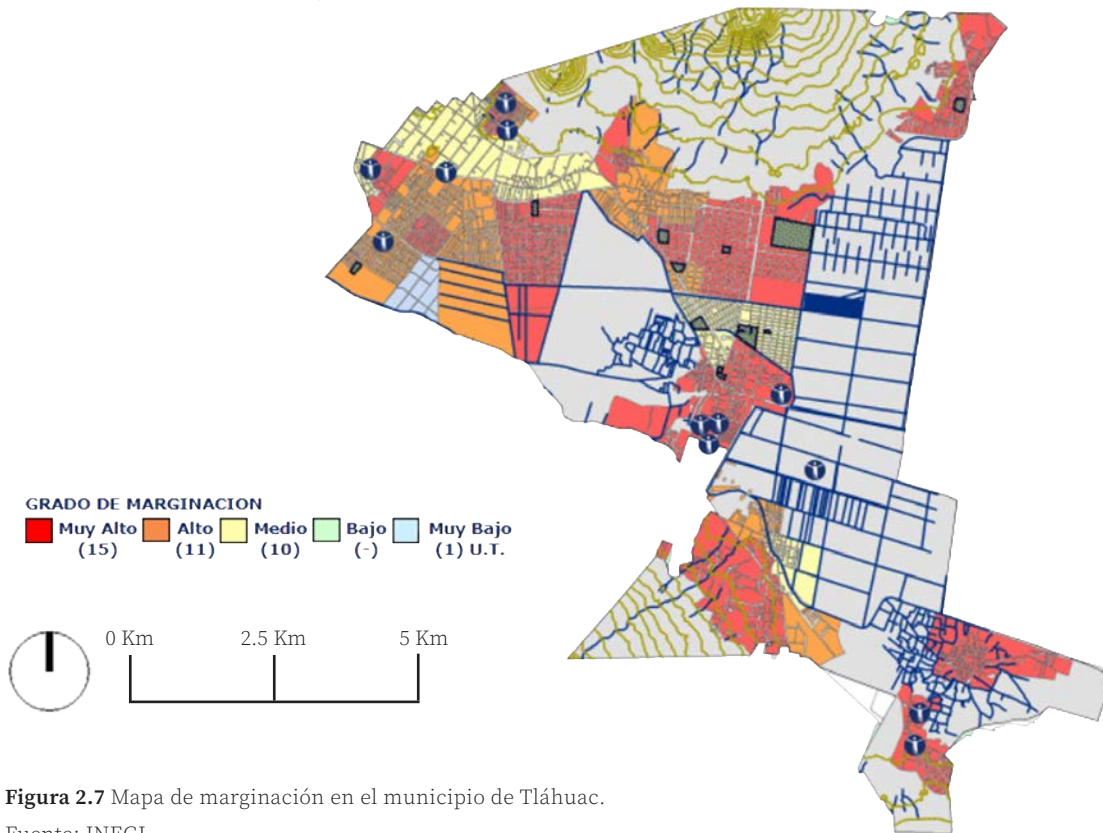 GRADO DE MARGINACION
Muy Alto Alto Medio Bajo Muy Bajo
(15) (11) (10) (-) (1) U.T.
0 Km 2.5 Km 5 Km
Figura 2.7 Mapa de marginación en el municipio de Tláhuac.
Fuente: INEGI